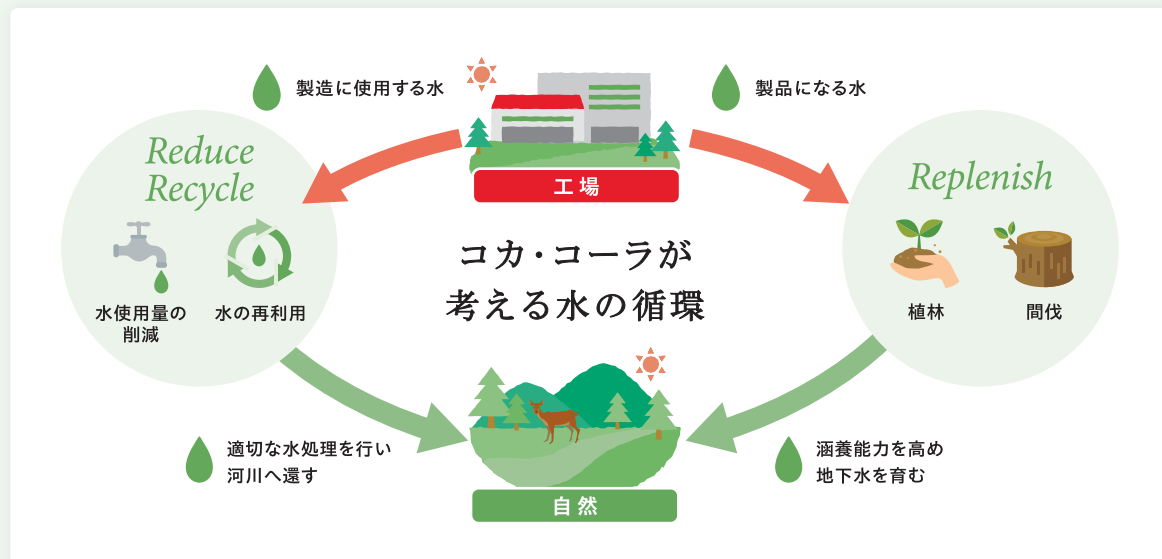 製造に使用する水
製品になる水
Reduce
Recycle
水使用量の
削減
水の再利用
工場
コカ・コーラが
考える水の循環
Replenish
植林
間伐
適切な水処理を行い
河川へ還す
涵養能力を高め
地下水を育む
自然